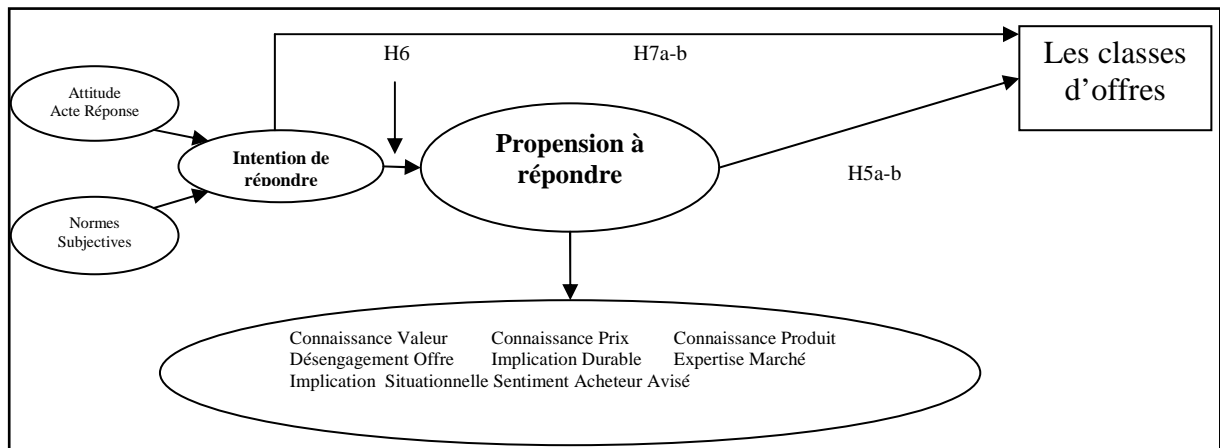 H6
H7a-b
Les classes
d'offres
Attitude
Acte Réponse
Intention de
répondre
Propension à
répondre
H5a-b
Normes
Subjectives
Connaissance Valeur Connaissance Prix Connaissance Produit
Désengagement Offre Implication Durable Expertise Marché
Implication Situationnelle Sentiment Acheteur Avisé